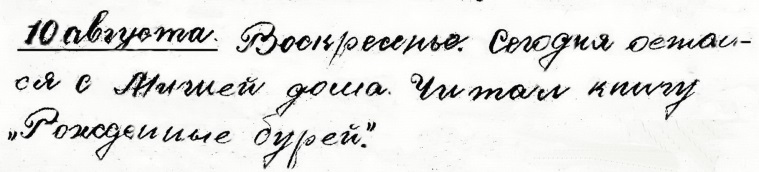 10 августа. Воскресенье. Сегодня остал-
ся с Мишей дома. Читал книгу
„Рожденные бурей".